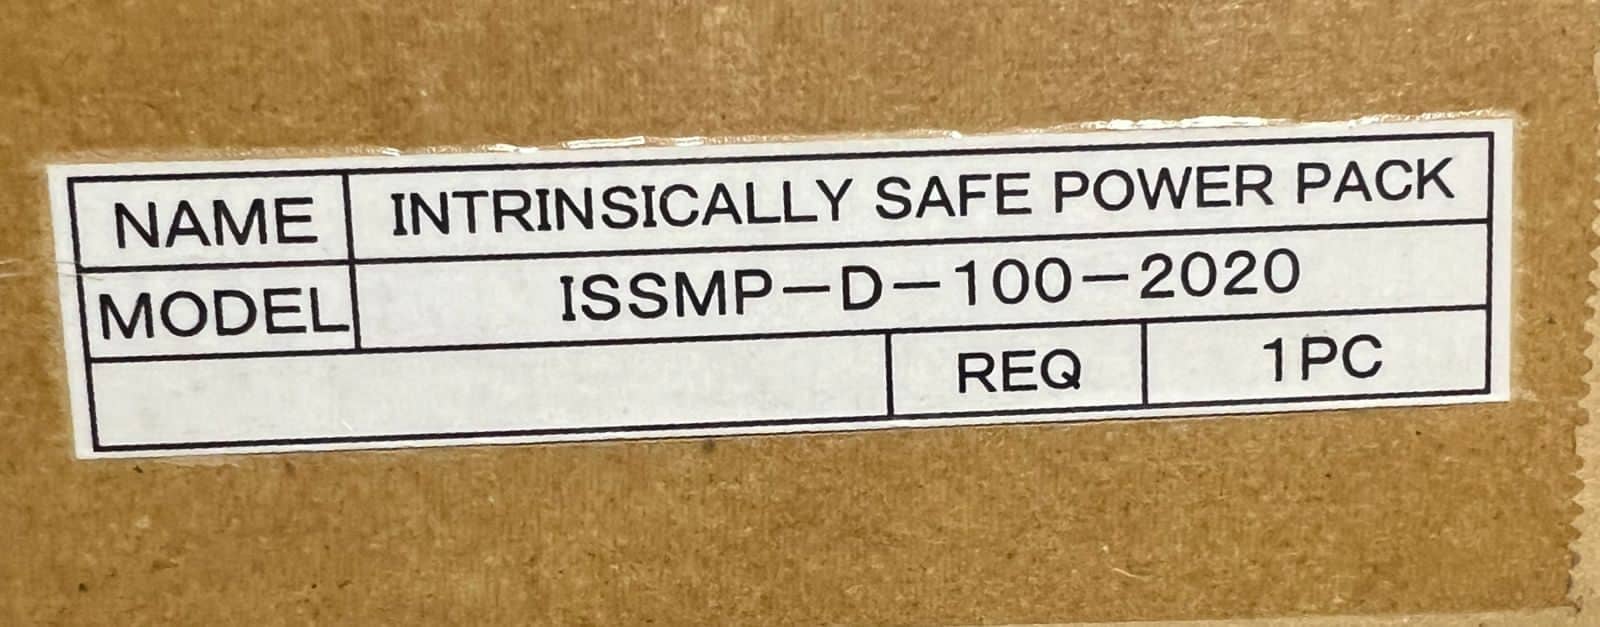 NAME INTRINSICALLY SAFE POWER PACK
MODEL ISSMP-D-100-2020
REQ 1PC